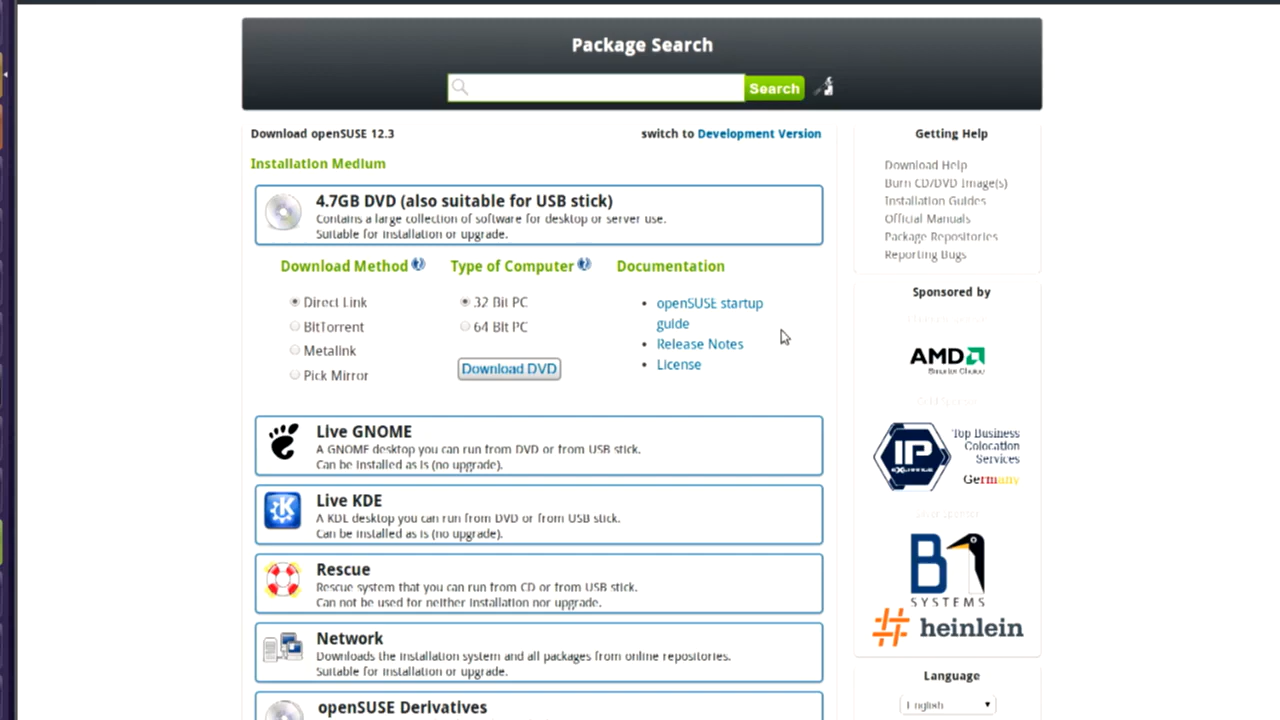 Package Search
Search
Download openSUSE 12.3
switch to Development Version
Installation Medium
4.7GB DVD (also suitable for USB stick)
Contains a large collection of software for desktop or server use.
Suitable for installation or upgrade.
Download Method
Type of Computer
Documentation
Direct Link
BitTorrent
Metalink
Pick Mirror
32 Bit PC
64 Bit PC
Download DVD
openSUSE startup
guide
Release Notes
License
Live GNOME
A GNOME desktop you can run from DVD or from USB stick.
Can be installed as is (no upgrade).
Live KDE
A KDE desktop you can run from DVD or from USB stick.
Can be installed as is (no upgrade).
Rescue
Rescue system that you can run from CD or from USB stick.
Can not be used for neither installation nor upgrade.
Network
Downloads the installation system and all packages from online repositories.
Suitable for installation or upgrade.
openSUSE Derivatives
Getting Help
Download Help
Burn CD/DVD Image(s)
Installation Guides
Official Manuals
Package Repositories
Reporting Bugs
Sponsored by
AMD
Smarter Choice
IP
EXCHANGE
Top Business
Colocation
Services
Germany
B1
SYSTEMS
heinlein
Language
English